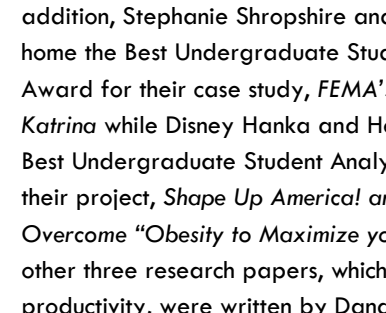 addition, Stephanie Shropshire and
home the Best Undergraduate Stud
Award for their case study, FEMA's
Katrina while Disney Hanka and H
Best Undergraduate Student Analy
their project, Shape Up America! a
Overcome “Obesity to Maximize yo
other three research papers, which
productivity, were written by Dana